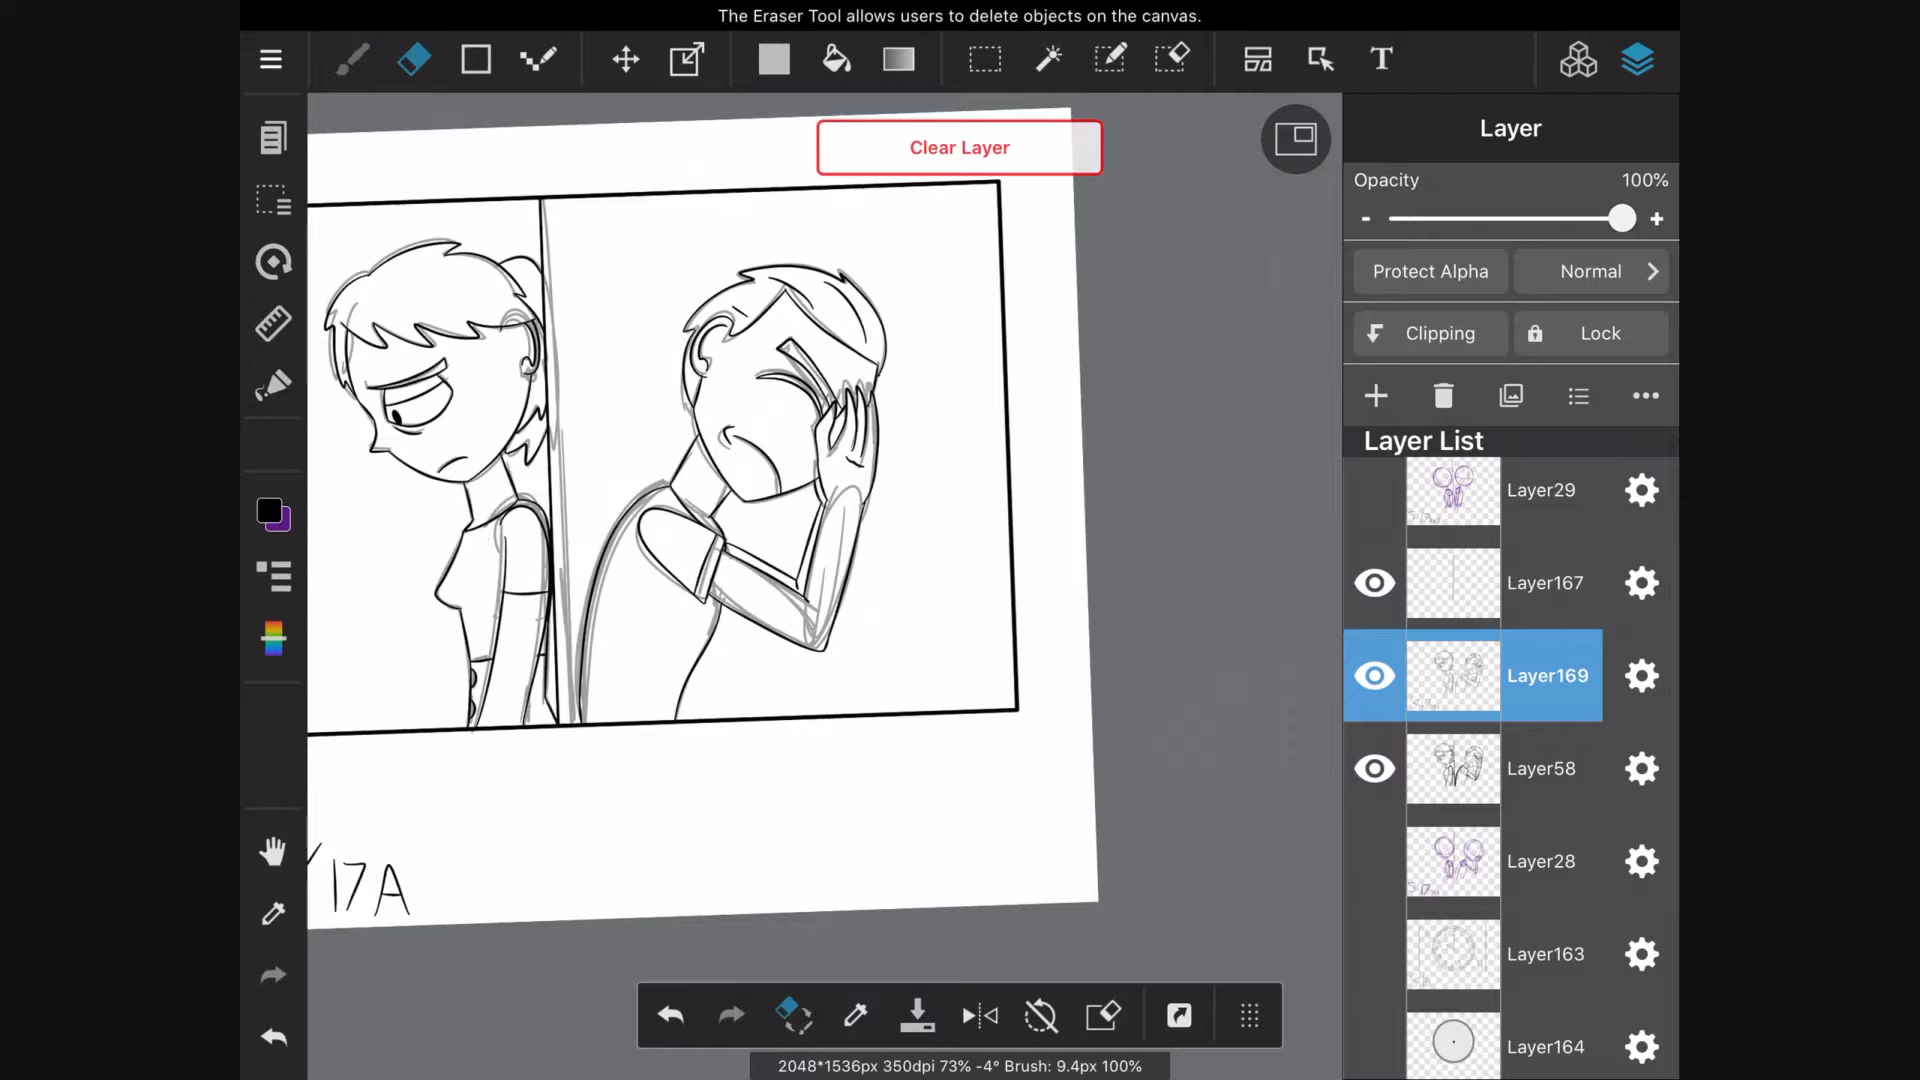 The Eraser Tool allows users to delete objects on the canvas.
T
Clear Layer
Layer
Opacity 100%
- +
Protect Alpha Normal
Clipping Lock
Layer List
Layer29
Layer167
Layer169
Layer58
Layer28
Layer163
Layer164
17A
2048*1536px 350dpi 73% -4° Brush: 9.4px 100%